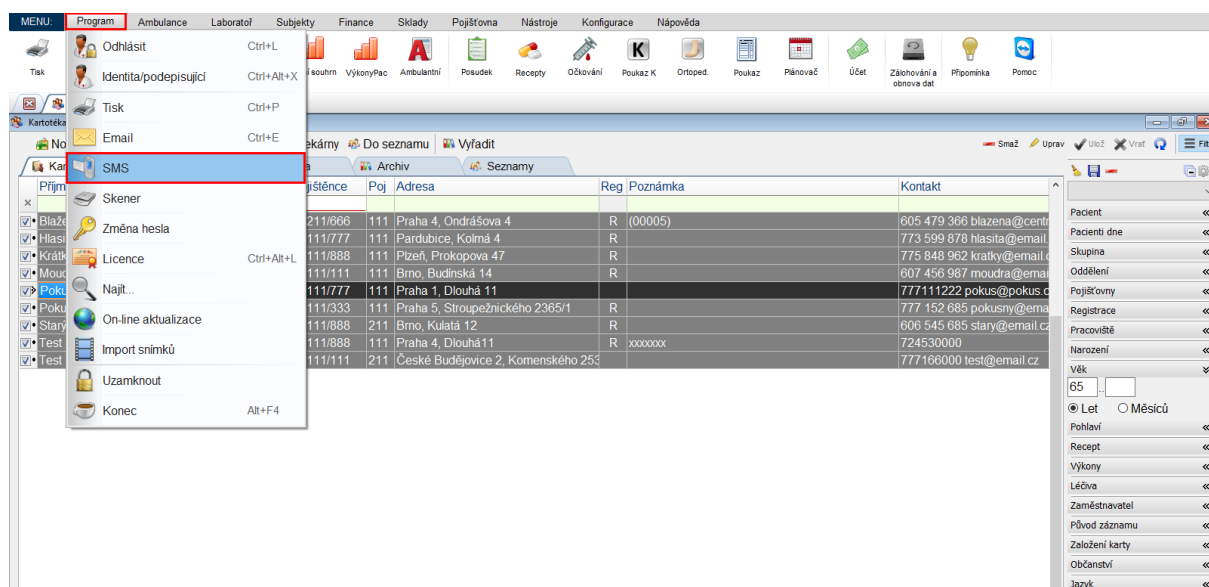 MENU: Program Ambulance Laboratoř Subjekty Finance Sklady Pojišťovna Nástroje Konfigurace Nápověda
Tisk souhrn VýkonyPac Ambulantní Posudek Recepty Očkování Poukaz K Ortoped. Poukaz Plánovač Účet Zálohování a obnova dat Připomínka Pomoc
Odhlásit Ctrl+L
Identita/podepisující Ctrl+Alt+X
Tisk Ctrl+P
Email Ctrl+E
SMS
Skener
Změna hesla
Licence Ctrl+Alt+L
Najít...
On-line aktualizace
Import snímků
Uzamknout
Konec Alt+F4
Kartotéka
No ekárny Do seznamu Vyřadit Smaž Uprav Ulož Vrať Filt
Kar Archiv Seznamy
Příjm jištěnce Poj Adresa Reg Poznámka Kontakt
Blaže 211/666 111 Praha 4, Ondrášova 4 R (00005) 605 479 366 blazena@centr
Hlasi 111/777 111 Pardubice, Kolmá 4 R 773 599 878 hlasita@email.
Krátk 111/888 111 Plzeň, Prokopova 47 R 775 848 962 kratky@email.c
Moud 111/111 111 Brno, Budínská 14 R 607 456 987 moudra@emai
Poku 111/777 111 Praha 1, Dlouhá 11 777111222 pokus@pokus.c
Poku 111/333 111 Praha 5, Stroupežnického 2365/1 R 777 152 685 pokusny@ema
Starý 111/888 211 Brno, Kulatá 12 R 606 545 685 stary@email.cz
Test 111/888 111 Praha 4, Dlouhá11 R xxxxxxx 724530000
Test 111/111 211 České Budějovice 2, Komenského 253 777166000 test@email.cz
Pacient
Pacienti dne
Skupina
Oddělení
Pojišťovny
Registrace
Pracoviště
Narození
Věk
65 ..
Let Měsíců
Pohlaví
Recept
Výkony
Léčiva
Zaměstnavatel
Původ záznamu
Založení karty
Občanství
Jazyk